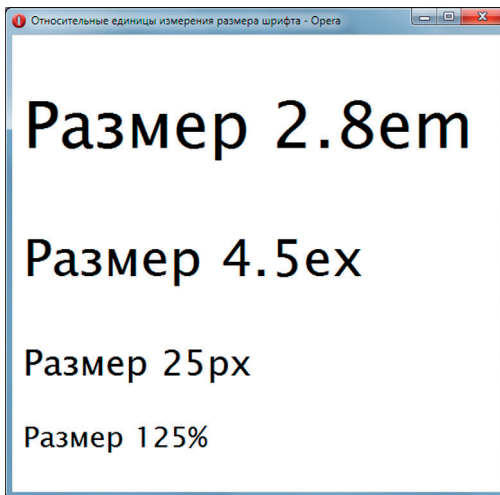 Относительные единицы измерения размера шрифта - Opera
Размер 2.8em
Размер 4.5ex
Размер 25px
Размер 125%